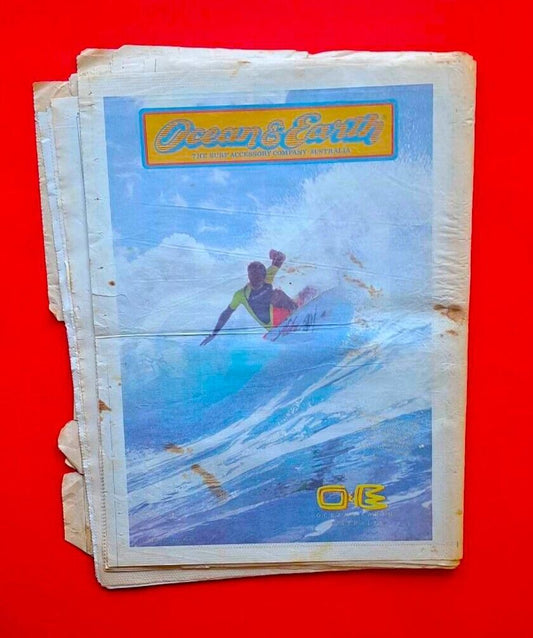 Ocean & Earth®
THE SURF ACCESSORY COMPANY AUSTRALIA
O&E